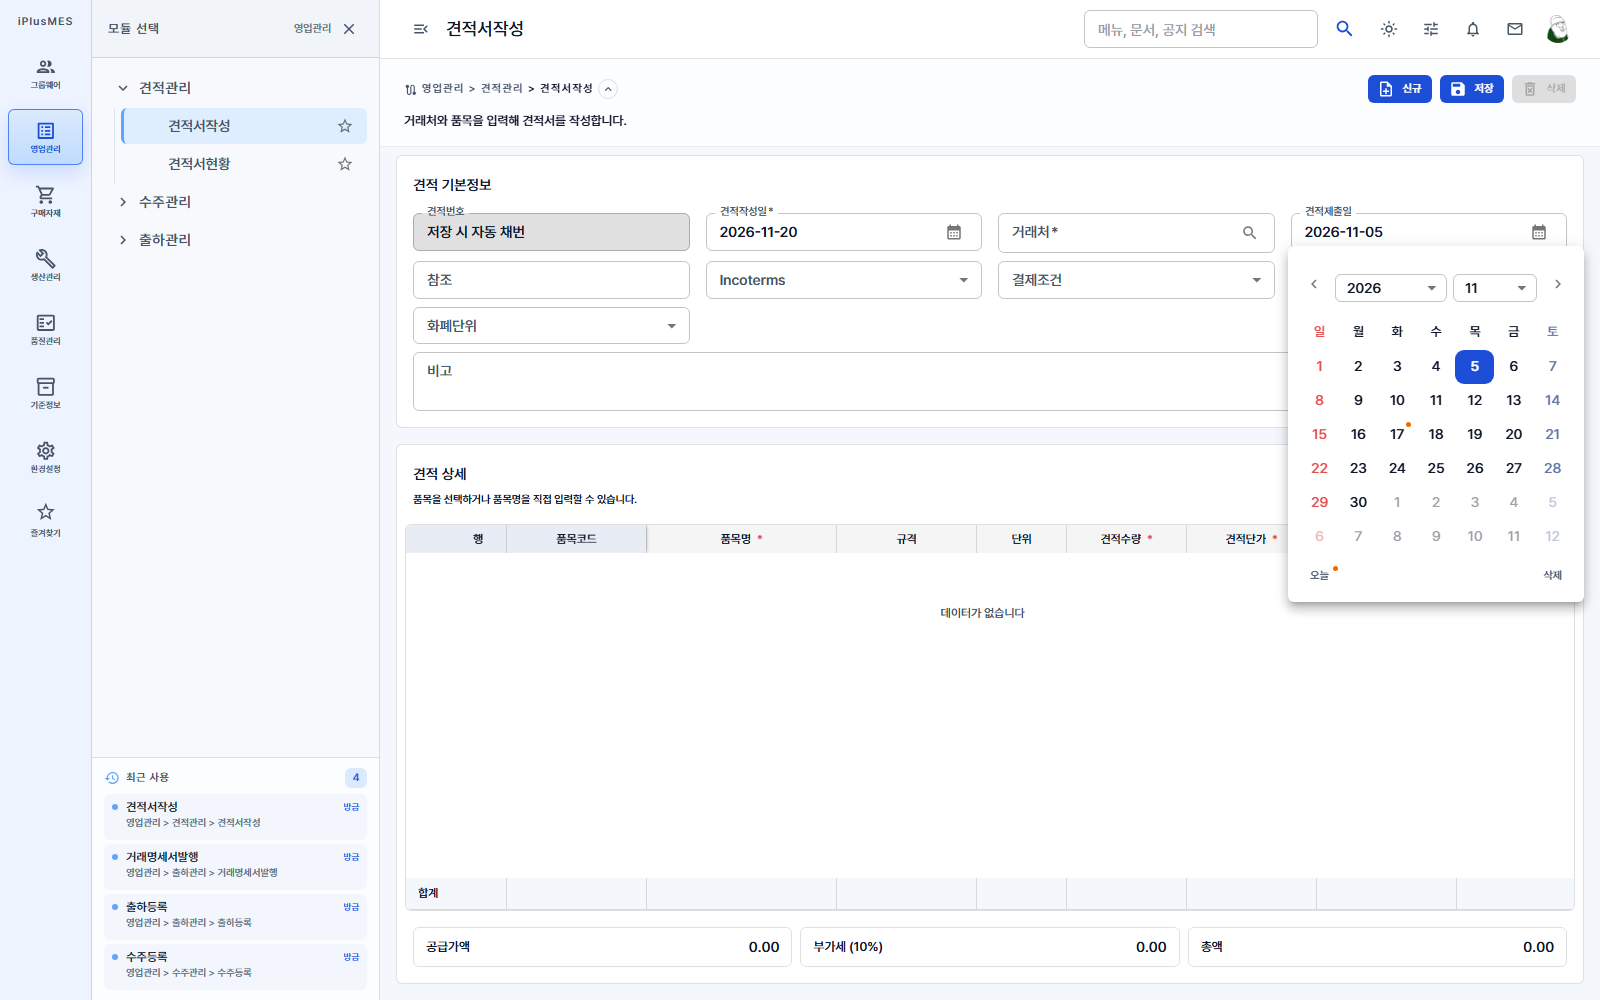 iPlusMES
그룹웨어
영업관리
구매자재
생산관리
품질관리
기준정보
환경설정
즐겨찾기
모듈 선택
영업관리
견적관리
견적서작성
견적서현황
수주관리
출하관리
최근 사용
4
견적서작성
방금
영업관리 > 견적관리 > 견적서작성
거래명세서발행
방금
영업관리 > 출하관리 > 거래명세서발행
출하등록
방금
영업관리 > 출하관리 > 출하등록
수주등록
방금
영업관리 > 수주관리 > 수주등록
견적서작성
메뉴, 문서, 공지 검색
영업관리 > 견적관리 > 견적서작성
신규
저장
삭제
거래처와 품목을 입력해 견적서를 작성합니다.
견적 기본정보
견적번호
저장 시 자동 채번
견적작성일 *
2026-11-20
거래처 *
견적제출일
2026-11-05
참조
Incoterms
결제조건
화폐단위
비고
2026
11
일 월 화 수 목 금 토
1 2 3 4 5 6 7
8 9 10 11 12 13 14
15 16 17 18 19 20 21
22 23 24 25 26 27 28
29 30 1 2 3 4 5
6 7 8 9 10 11 12
오늘
삭제
견적 상세
품목을 선택하거나 품목명을 직접 입력할 수 있습니다.
행 품목코드 품목명 * 규격 단위 견적수량 * 견적단가 *
데이터가 없습니다
합계
공급가액 0.00
부가세 (10%) 0.00
총액 0.00